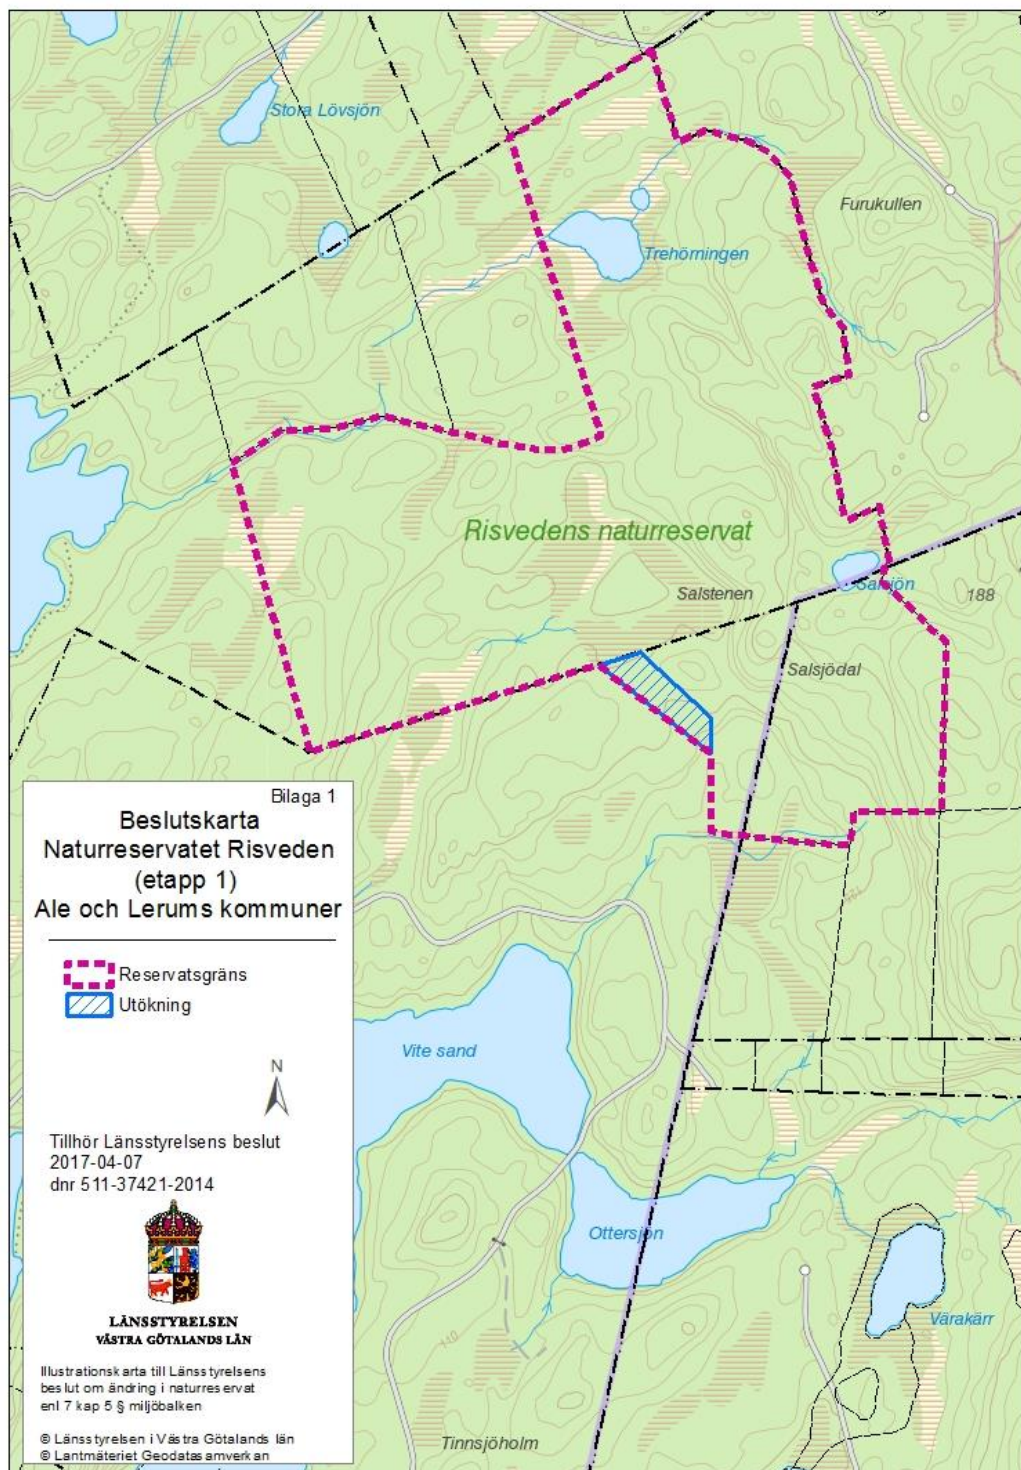 Stora Lövsjön
Furukullen
Trehörningen
Risvedens naturreservat
Salsjön
Salstenen
188
Salsjödal
Bilaga 1
Beslutskarta
Naturreservatet Risveden
(etapp 1)
Ale och Lerums kommuner
Reservatsgräns
Utökning
N
Tillhör Länsstyrelsens beslut
2017-04-07
dnr 511-37421-2014
LÄNSSTYRELSEN
VÄSTRA GÖTALANDS LÄN
Illustrationskarta till Länsstyrelsens
beslut om ändring i naturreservat
enl 7 kap 5 § miljöbalken
© Länsstyrelsen i Västra Götalands län
© Lantmäteriet Geodatasamverkan
Vite sand
Ottersjön
Värakärr
140
Tinnsjöholm